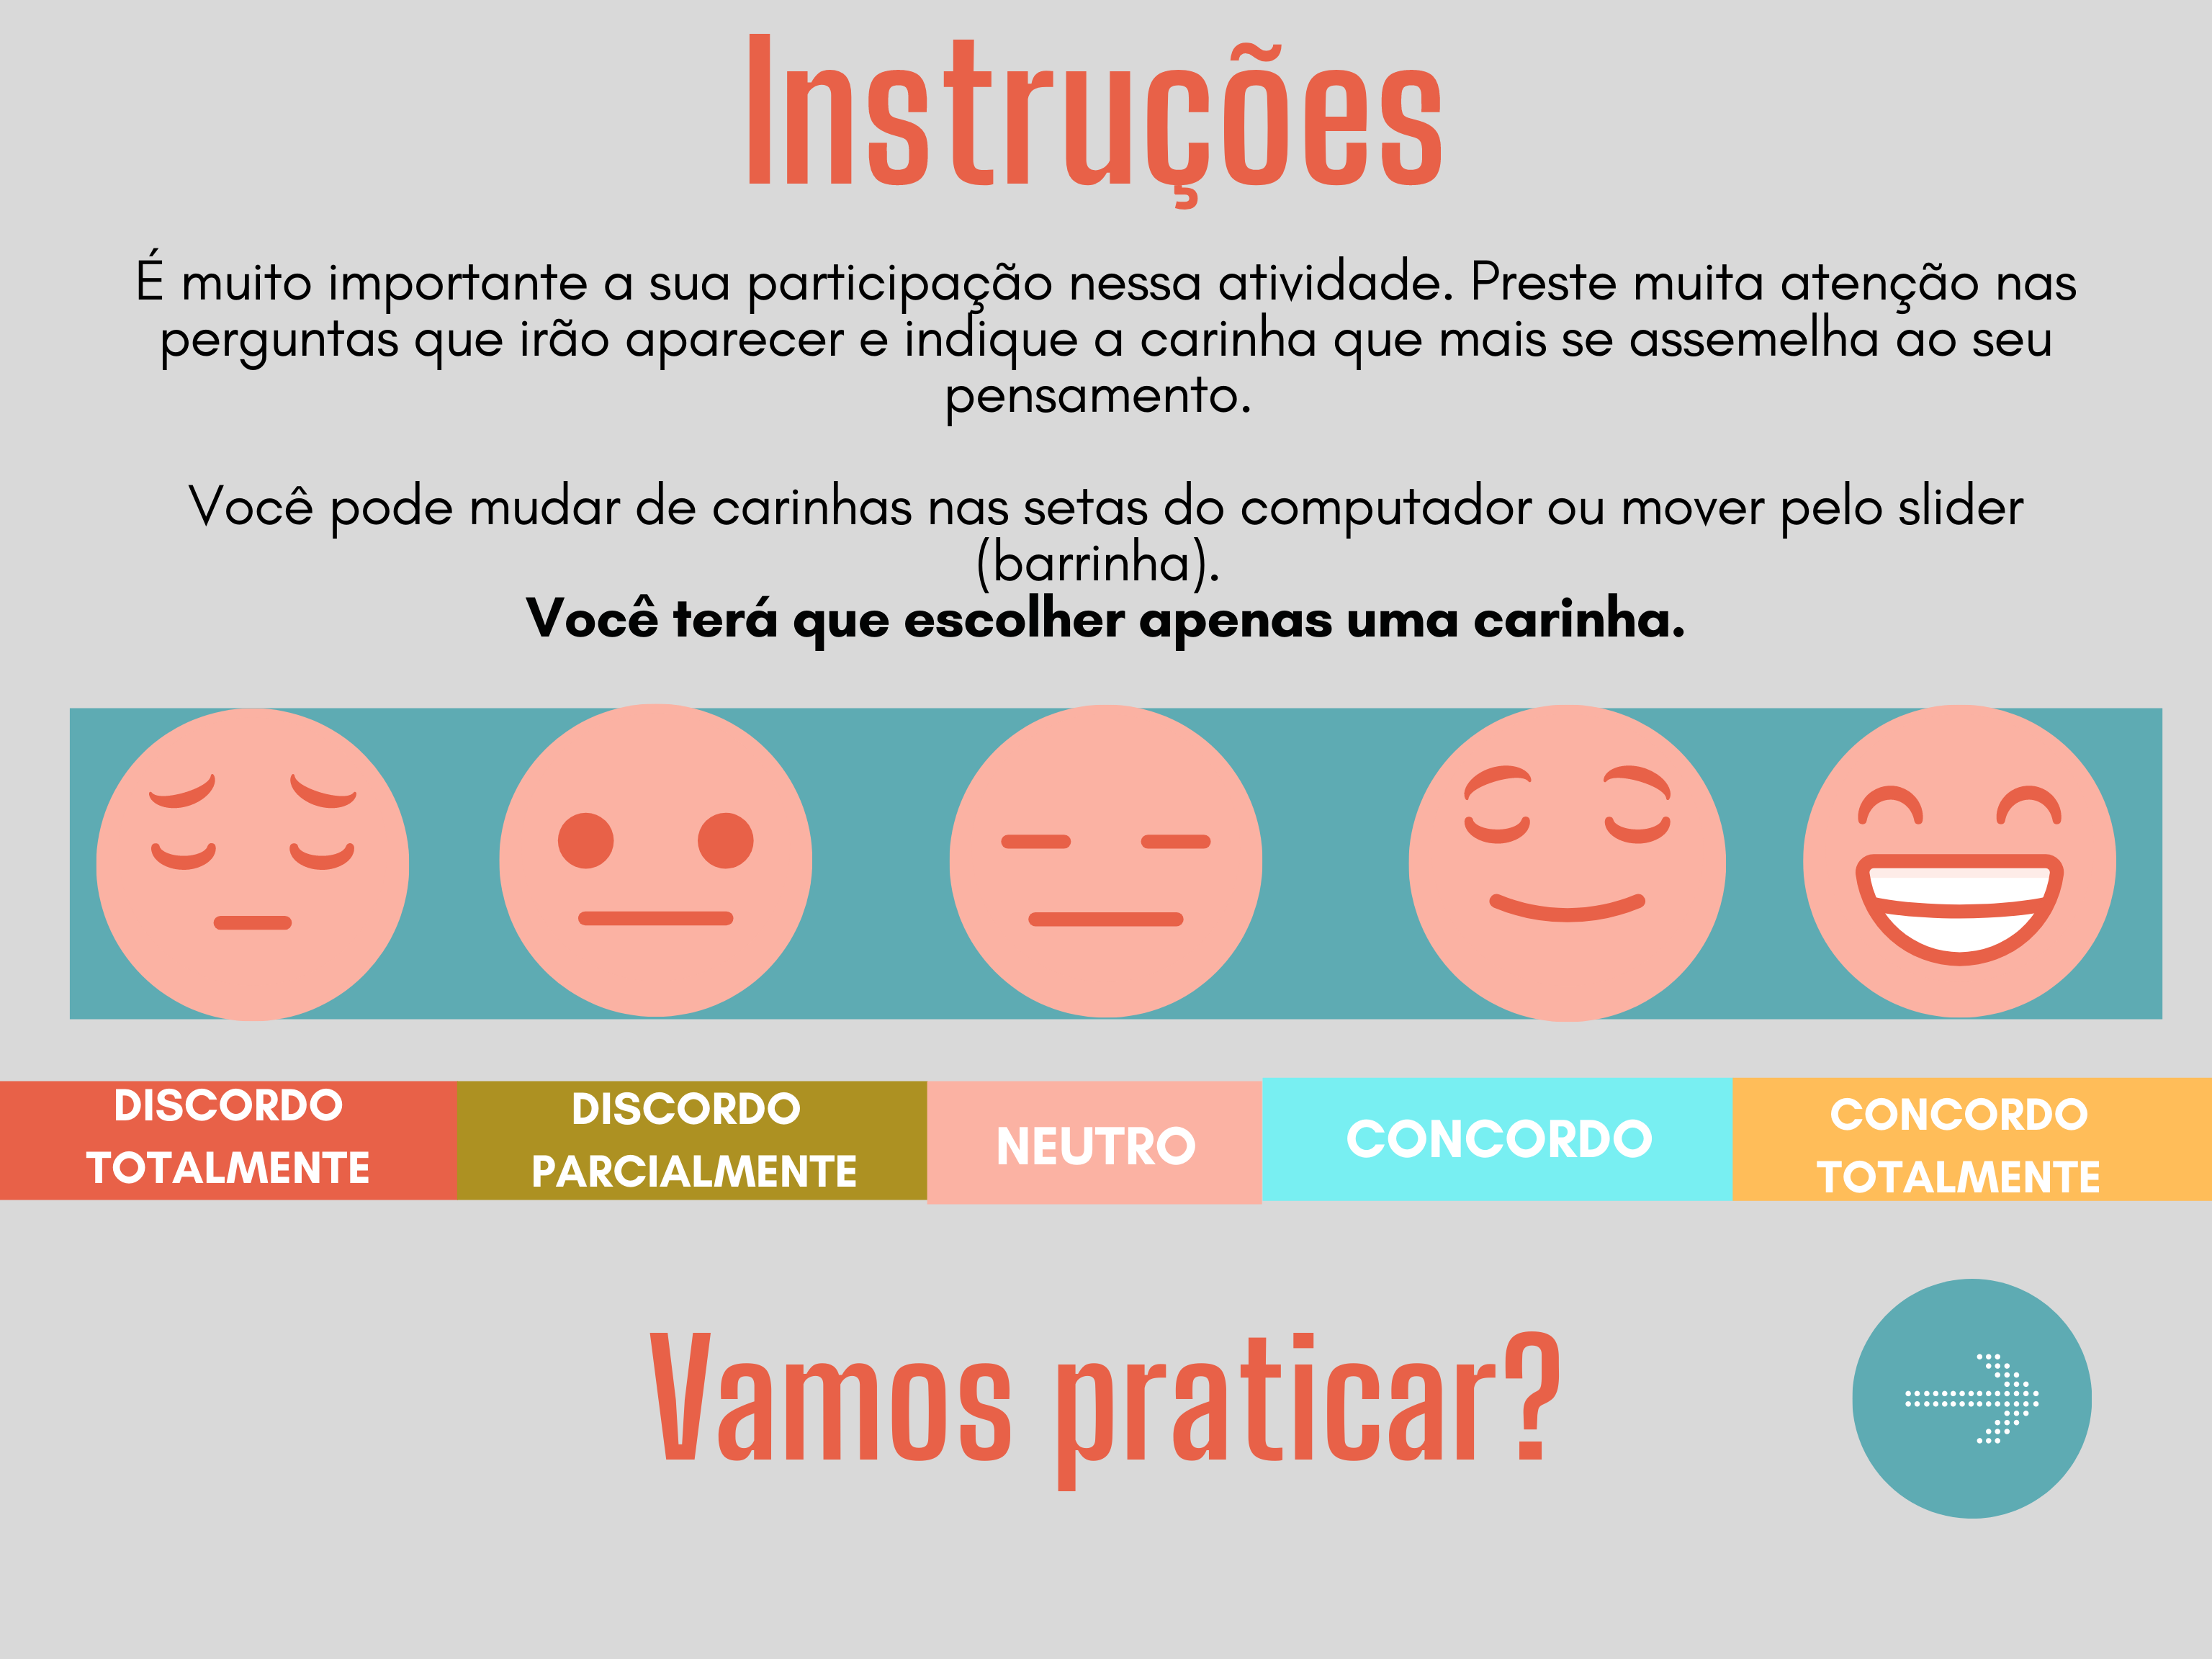 Instruções
É muito importante a sua participação nessa atividade. Preste muita atenção nas
perguntas que irão aparecer e indique a carinha que mais se assemelha ao seu
pensamento.
Você pode mudar de carinhas nas setas do computador ou mover pelo slider
(barrinha).
Você terá que escolher apenas uma carinha.
DISCORDO
TOTALMENTE
DISCORDO
PARCIALMENTE
NEUTRO
CONCORDO
CONCORDO
TOTALMENTE
Vamos praticar?